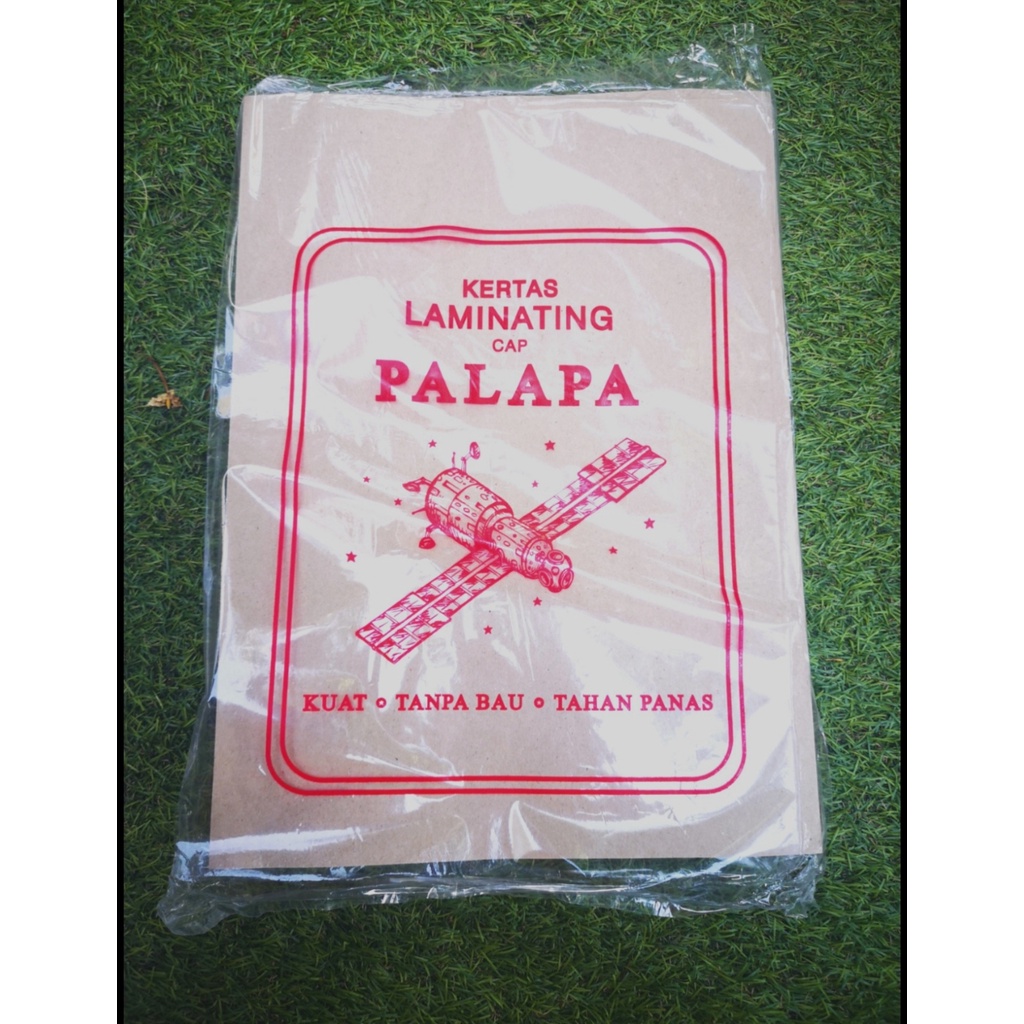 KERTAS
LAMINATING
CAP
PALAPA
KUAT o TANPA BAU o TAHAN PANAS